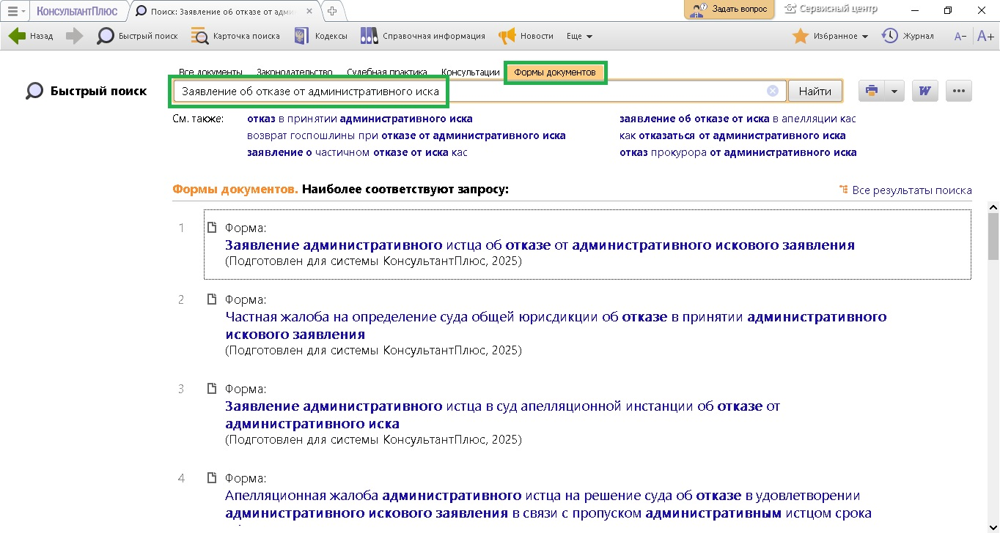 КонсультантПлюс
Поиск: Заявление об отказе от адми
Задать вопрос
Сервисный центр
Назад
Быстрый поиск
Карточка поиска
Кодексы
Справочная информация
Новости
Еще
Избранное
Журнал
А−
А+
Все документы
Законодательство
Судебная практика
Консультации
Формы документов
Быстрый поиск
Заявление об отказе от административного иска
Найти
W
См. также:
отказ в принятии административного иска
заявление об отказе от иска в апелляции кас
возврат госпошлины при отказе от административного иска
как отказаться от административного иска
заявление о частичном отказе от иска кас
отказ прокурора от административного иска
Формы документов. Наиболее соответствуют запросу:
Все результаты поиска
1
Форма:
Заявление административного истца об отказе от административного искового заявления
(Подготовлен для системы КонсультантПлюс, 2025)
2
Форма:
Частная жалоба на определение суда общей юрисдикции об отказе в принятии административного
искового заявления
(Подготовлен для системы КонсультантПлюс, 2025)
3
Форма:
Заявление административного истца в суд апелляционной инстанции об отказе от
административного иска
(Подготовлен для системы КонсультантПлюс, 2025)
4
Форма:
Апелляционная жалоба административного истца на решение суда об отказе в удовлетворении
административного искового заявления в связи с пропуском административным истцом срока